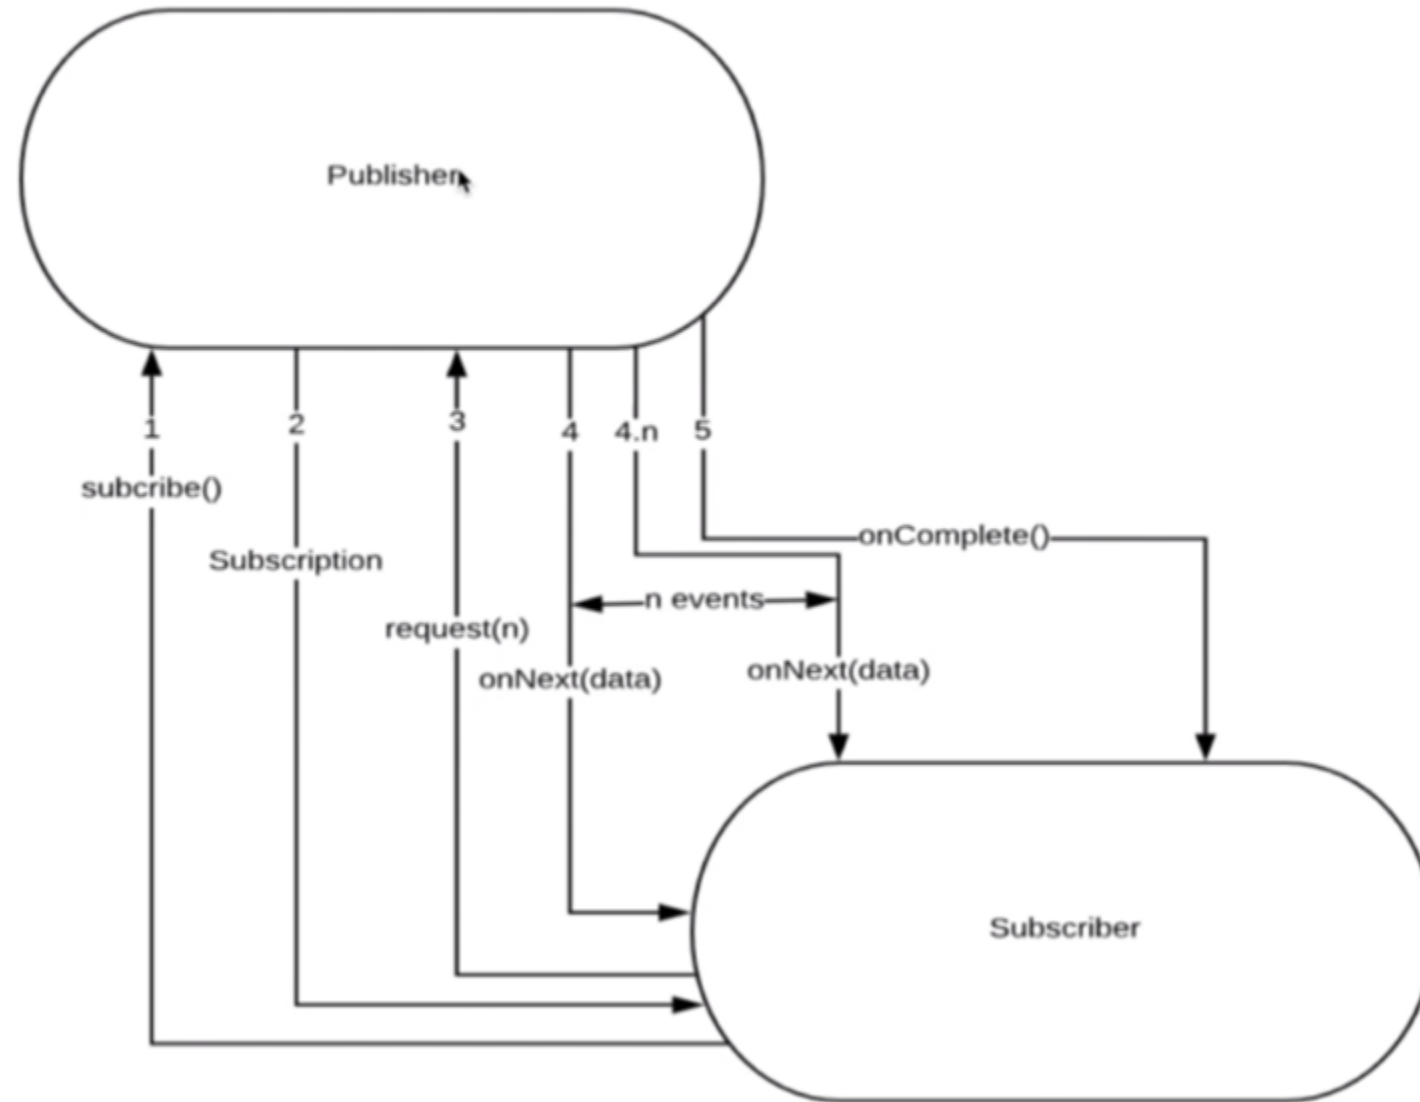 Publisher
1
2
3
4
4.n
5
subcribe()
onComplete()
Subscription
n events
request(n)
onNext(data)
onNext(data)
Subscriber